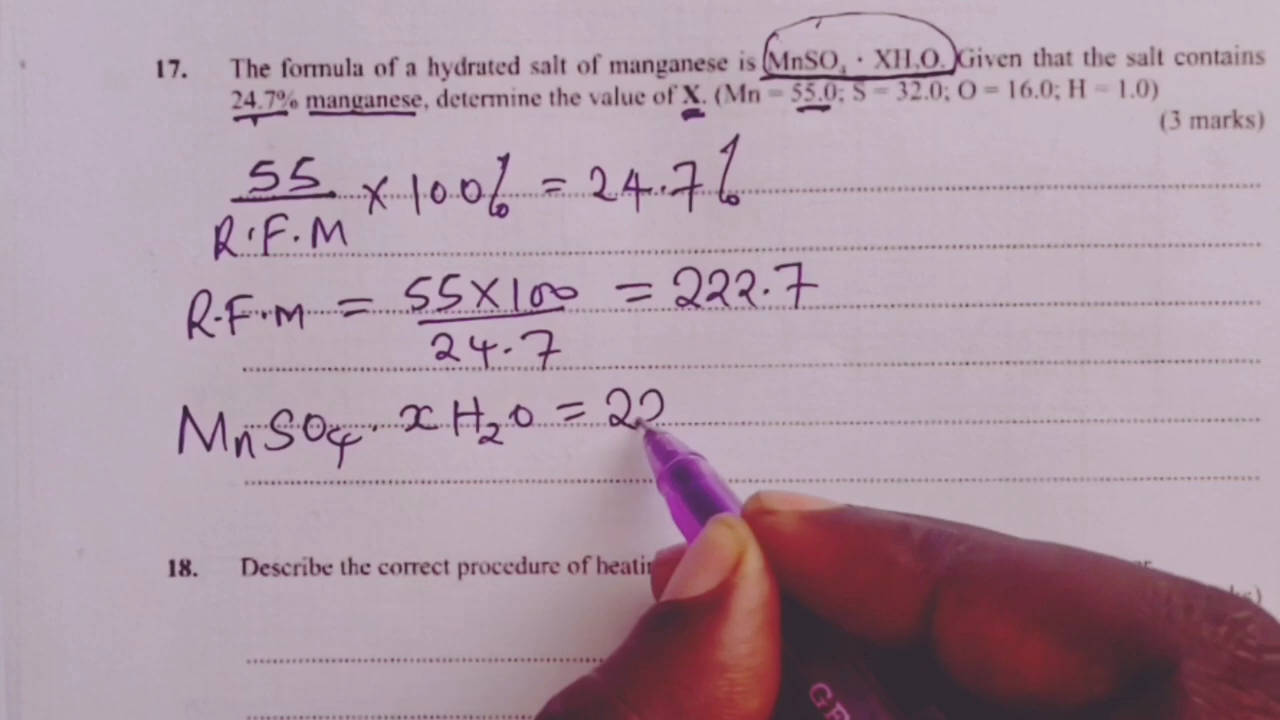 17. The formula of a hydrated salt of manganese is MnSO₄ · XH₂O. Given that the salt contains
24.7% manganese, determine the value of X. (Mn = 55.0; S = 32.0; O = 16.0; H = 1.0)
(3 marks)
55
R.F.M × 100% = 24.7%
R.F.M = 55×100 = 222.7
24.7
MnSO₄. xH₂O = 22
18. Describe the correct procedure of
GE